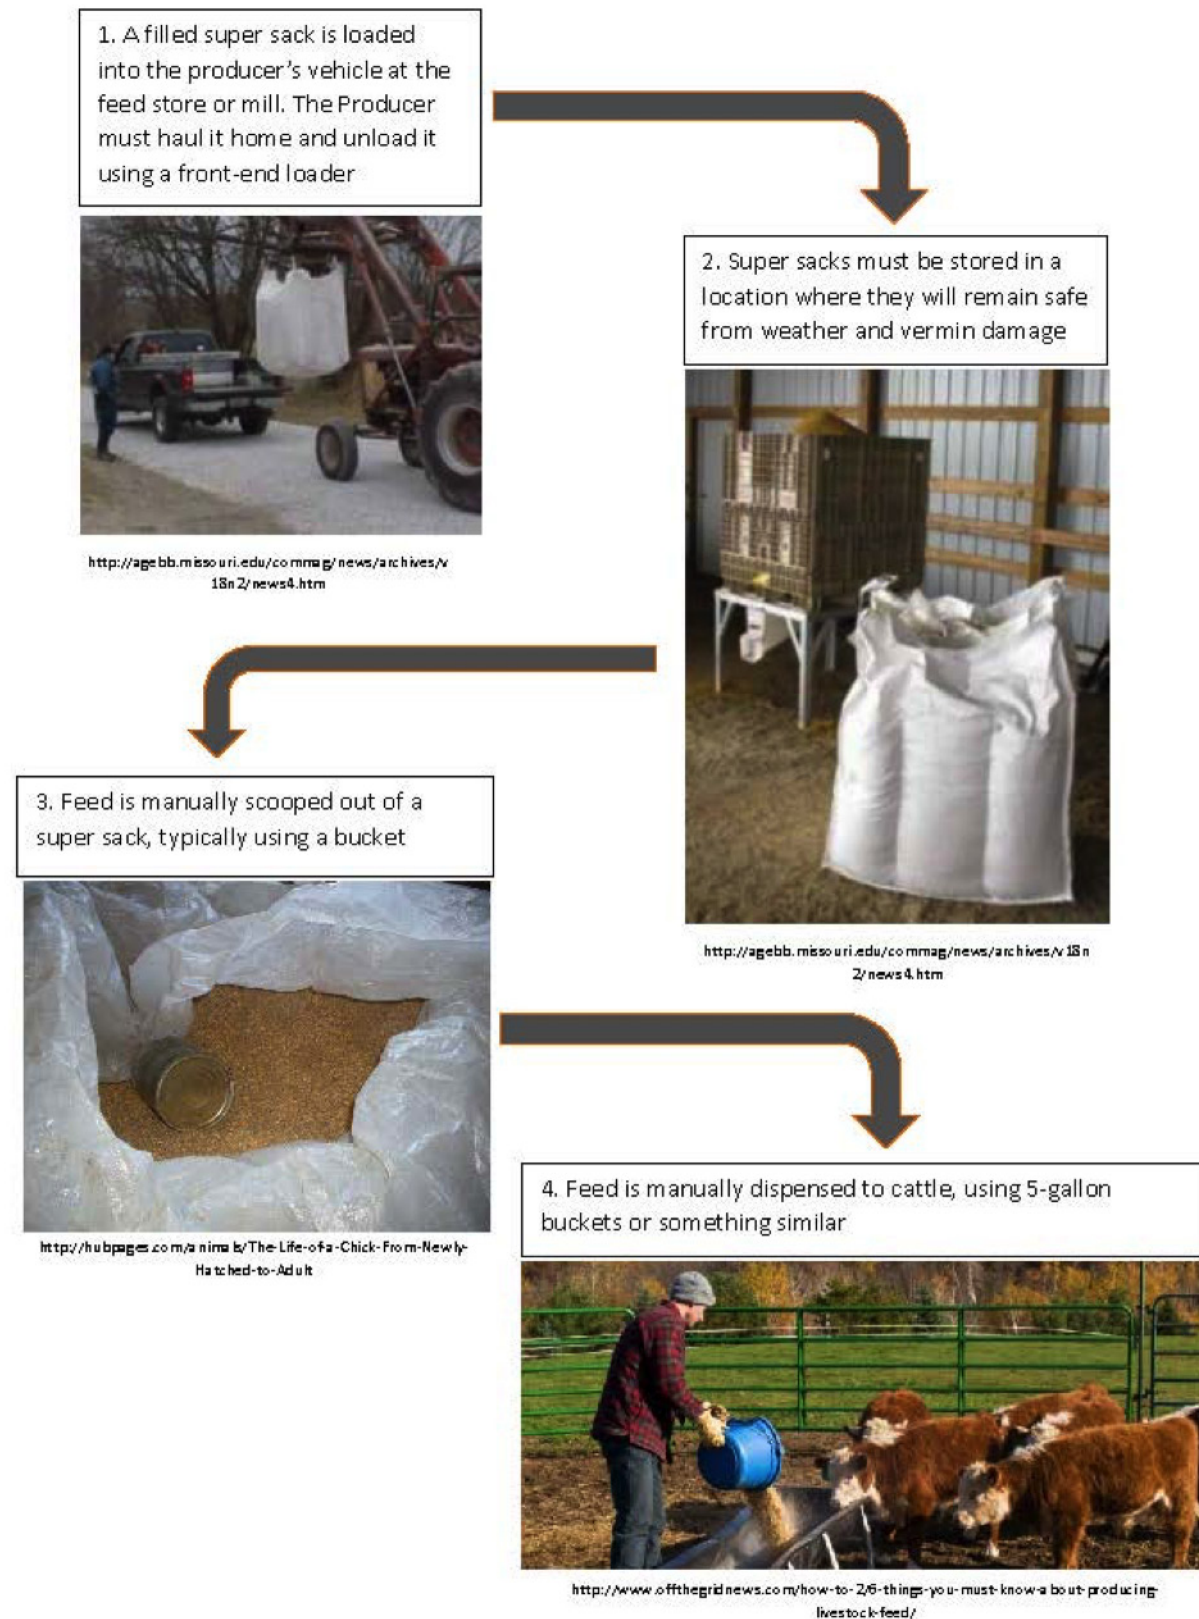 1. A filled super sack is loaded
into the producer's vehicle at the
feed store or mill. The Producer
must haul it home and unload it
using a front-end loader
http://agebb.missouri.edu/commag/news/archives/v
18n2/news4.htm
2. Super sacks must be stored in a
location where they will remain safe
from weather and vermin damage
http://agebb.missouri.edu/commag/news/archives/v18n
2/news4.htm
3. Feed is manually scooped out of a
super sack, typically using a bucket
http://hubpages.com/animals/The-Life-of-a-Chick-From-Newly-
Hatched-to-Adult
4. Feed is manually dispensed to cattle, using 5-gallon
buckets or something similar
http://www.offthegridnews.com/how-to-2/6-things-you-must-know-about-producing-
livestock-feed/